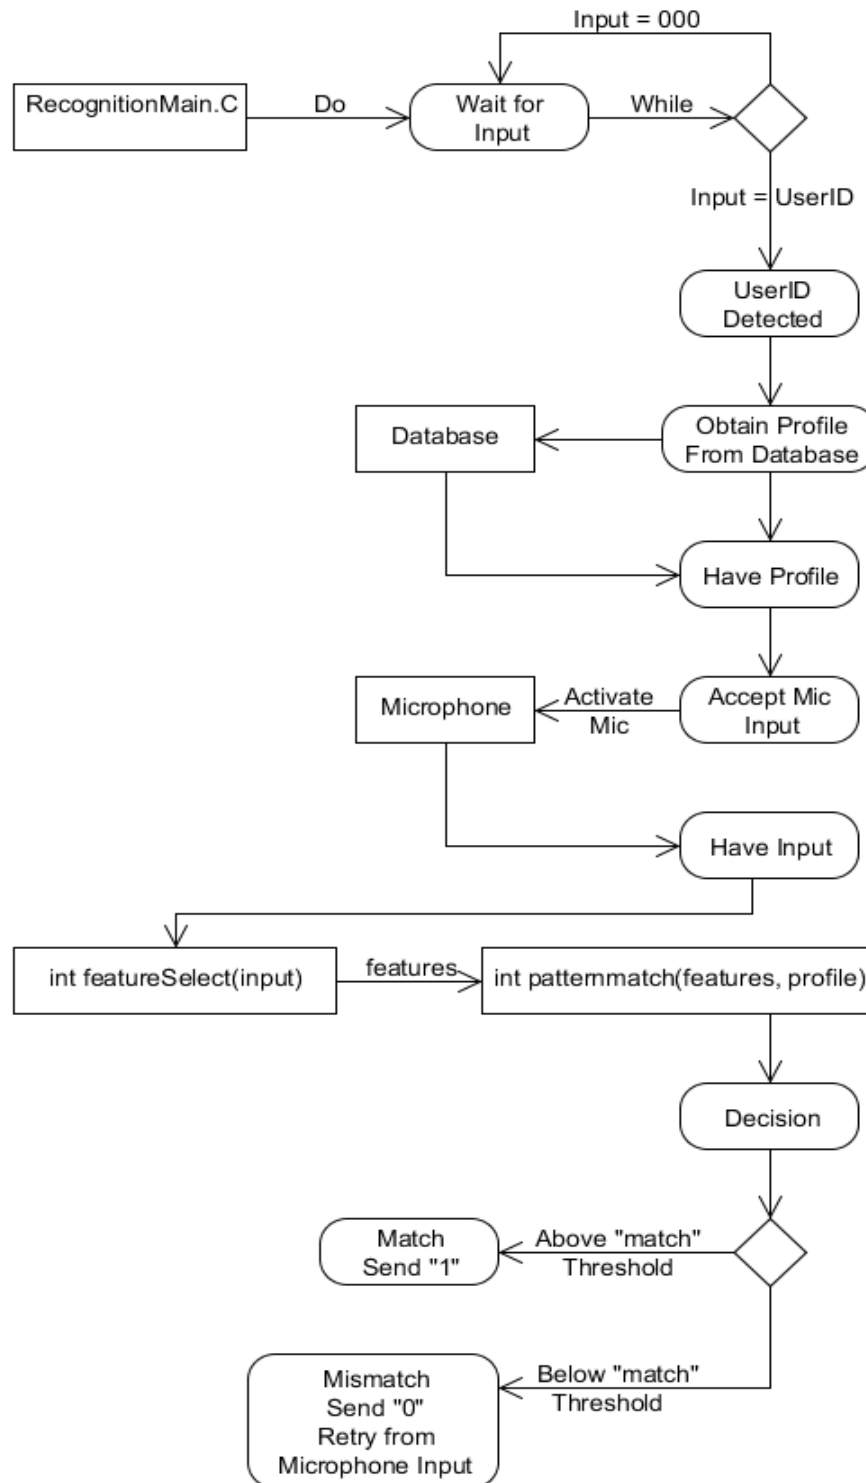 Input = 000
RecognitionMain.C
Do
Wait for
Input
While
Input = UserID
UserID
Detected
Database
Obtain Profile
From Database
Have Profile
Microphone
Activate
Mic
Accept Mic
Input
Have Input
int featureSelect(input)
features
int patternmatch(features, profile)
Decision
Match
Send "1"
Above "match"
Threshold
Mismatch
Send "0"
Retry from
Microphone Input
Below "match"
Threshold